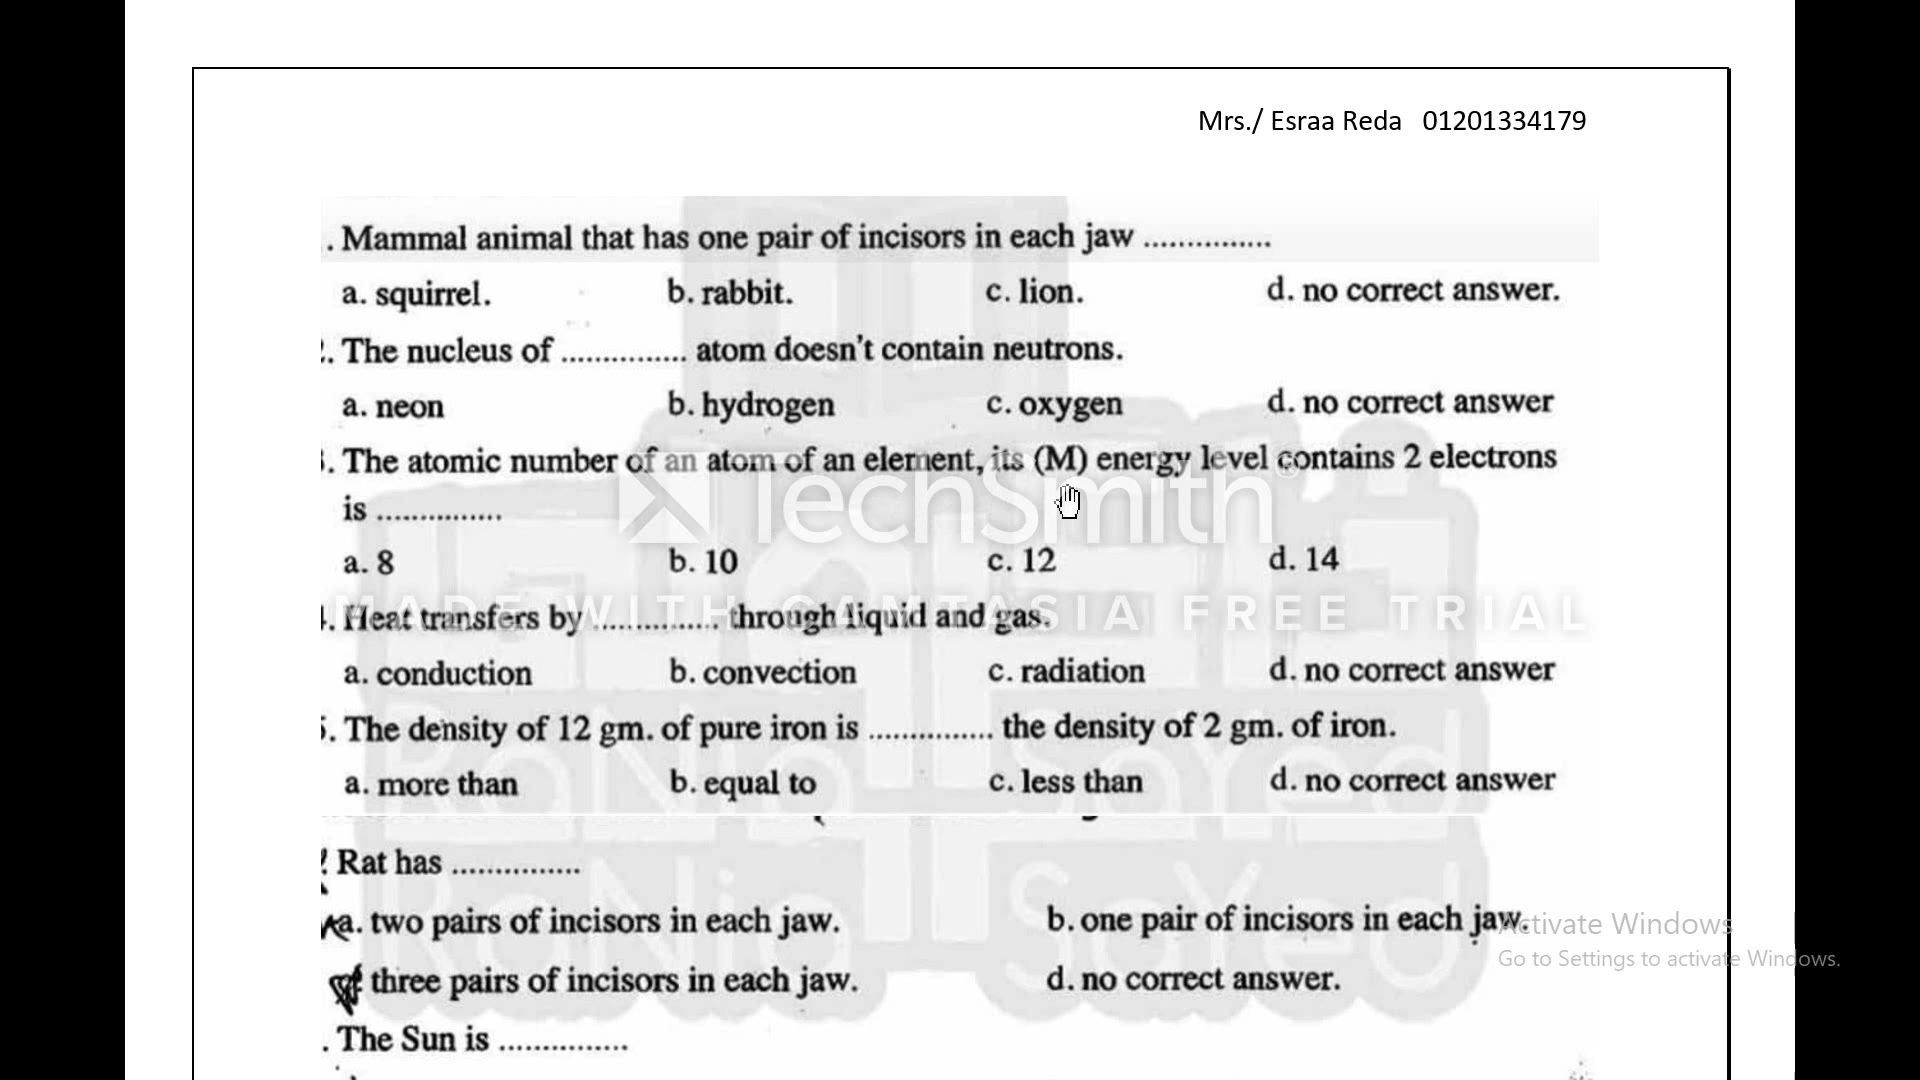 Mrs./ Esraa Reda 01201334179
. Mammal animal that has one pair of incisors in each jaw ...............
a. squirrel. b. rabbit. c. lion. d. no correct answer.
. The nucleus of ............... atom doesn't contain neutrons.
a. neon b. hydrogen c. oxygen d. no correct answer
. The atomic number of an atom of an element, its (M) energy level contains 2 electrons
is ...............
TechSmith®
a. 8 b. 10 c. 12 d. 14
MADE WITH CAMTASIA FREE TRIAL
4. Heat transfers by ............... through liquid and gas.
a. conduction b. convection c. radiation d. no correct answer
5. The density of 12 gm. of pure iron is ............... the density of 2 gm. of iron.
a. more than b. equal to c. less than d. no correct answer
RaNia SaYed
Rat has ...............
a. two pairs of incisors in each jaw. b. one pair of incisors in each jaw.
Activate Windows
Go to Settings to activate Windows.
three pairs of incisors in each jaw. d. no correct answer.
RaNia SaYed
. The Sun is ...............